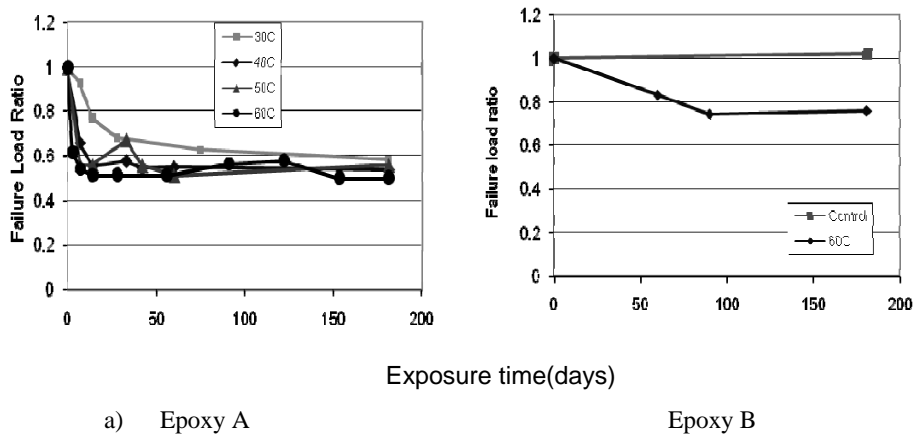 1.2
1
0.8
0.6
0.4
0.2
0
Failure Load Ratio
30C
40C
50C
60C
0 50 100 150 200
1.2
1
0.8
0.6
0.4
0.2
0
Failure load ratio
Control
60C
0 50 100 150 200
Exposure time(days)
a) Epoxy A
Epoxy B